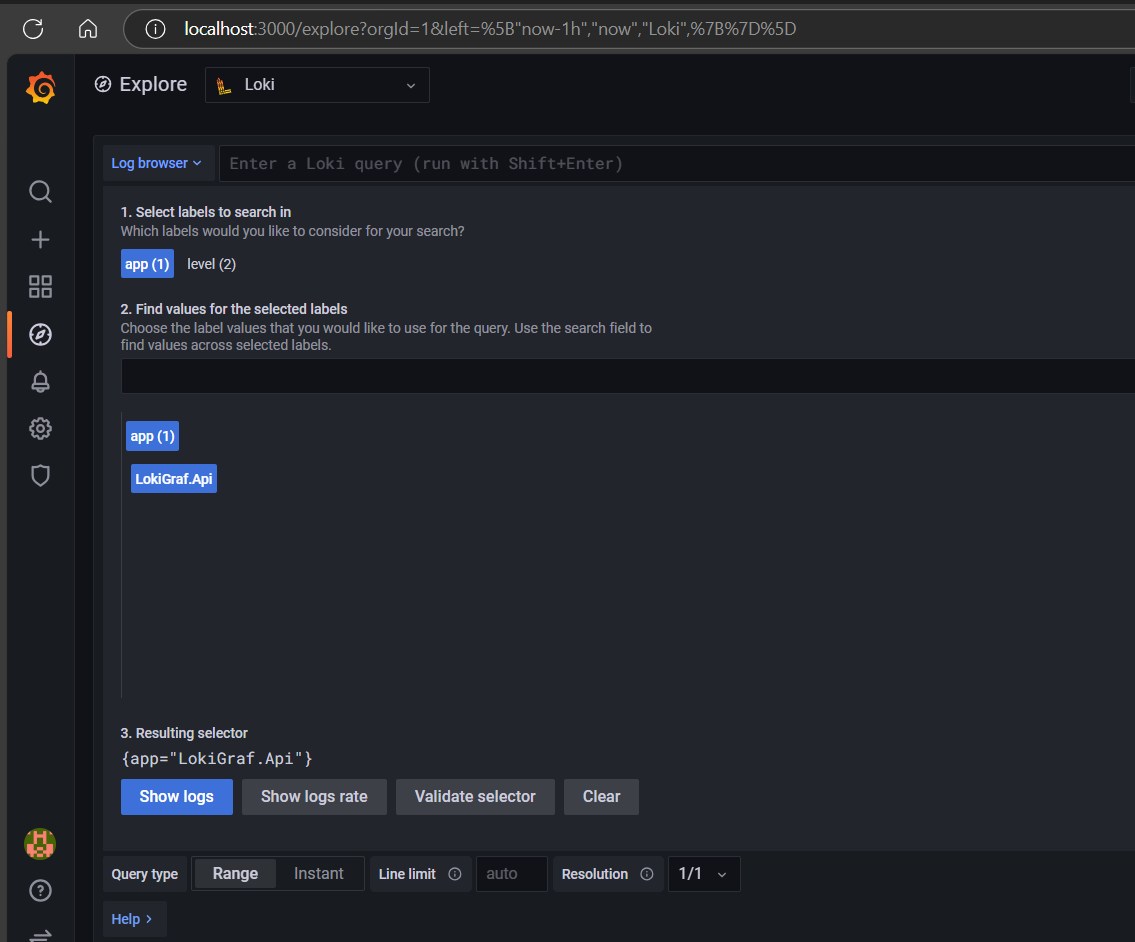 localhost:3000/explore?orgId=1&left=%5B"now-1h","now","Loki",%7B%7D%5D
Explore
Loki
Log browser
Enter a Loki query (run with Shift+Enter)
1. Select labels to search in
Which labels would you like to consider for your search?
app (1) level (2)
2. Find values for the selected labels
Choose the label values that you would like to use for the query. Use the search field to
find values across selected labels.
app (1)
LokiGraf.Api
3. Resulting selector
{app="LokiGraf.Api"}
Show logs Show logs rate Validate selector Clear
Query type Range Instant Line limit auto Resolution 1/1
Help